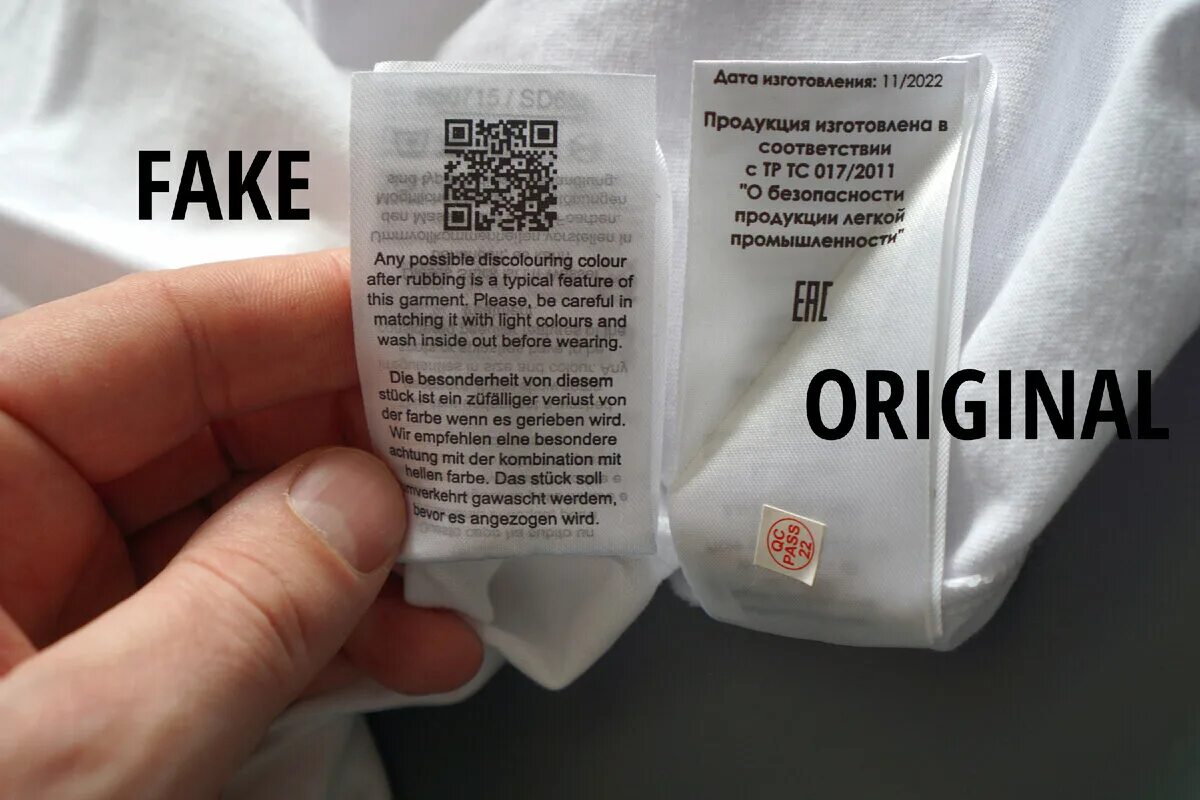 FAKE
Any possible discolouring colour
after rubbing is a typical feature of
this garment. Please, be careful in
matching it with light colours and
wash inside out before wearing.
Die besonderheit von diesem
stück ist ein züfälliger veriust von
der farbe wenn es gerieben wird.
Wir empfehlen eine besondere
achtung mit der kombination mit
hellen farbe. Das stück soll
gawascht werdem,
bevor es angezogen wird.
Дата изготовления: 11/2022
Продукция изготовлена в
соответствии
с ТР ТС 017/2011
"О безопасности
продукции легкой
промышленности"
EAC
ORIGINAL
QC
PASS
22